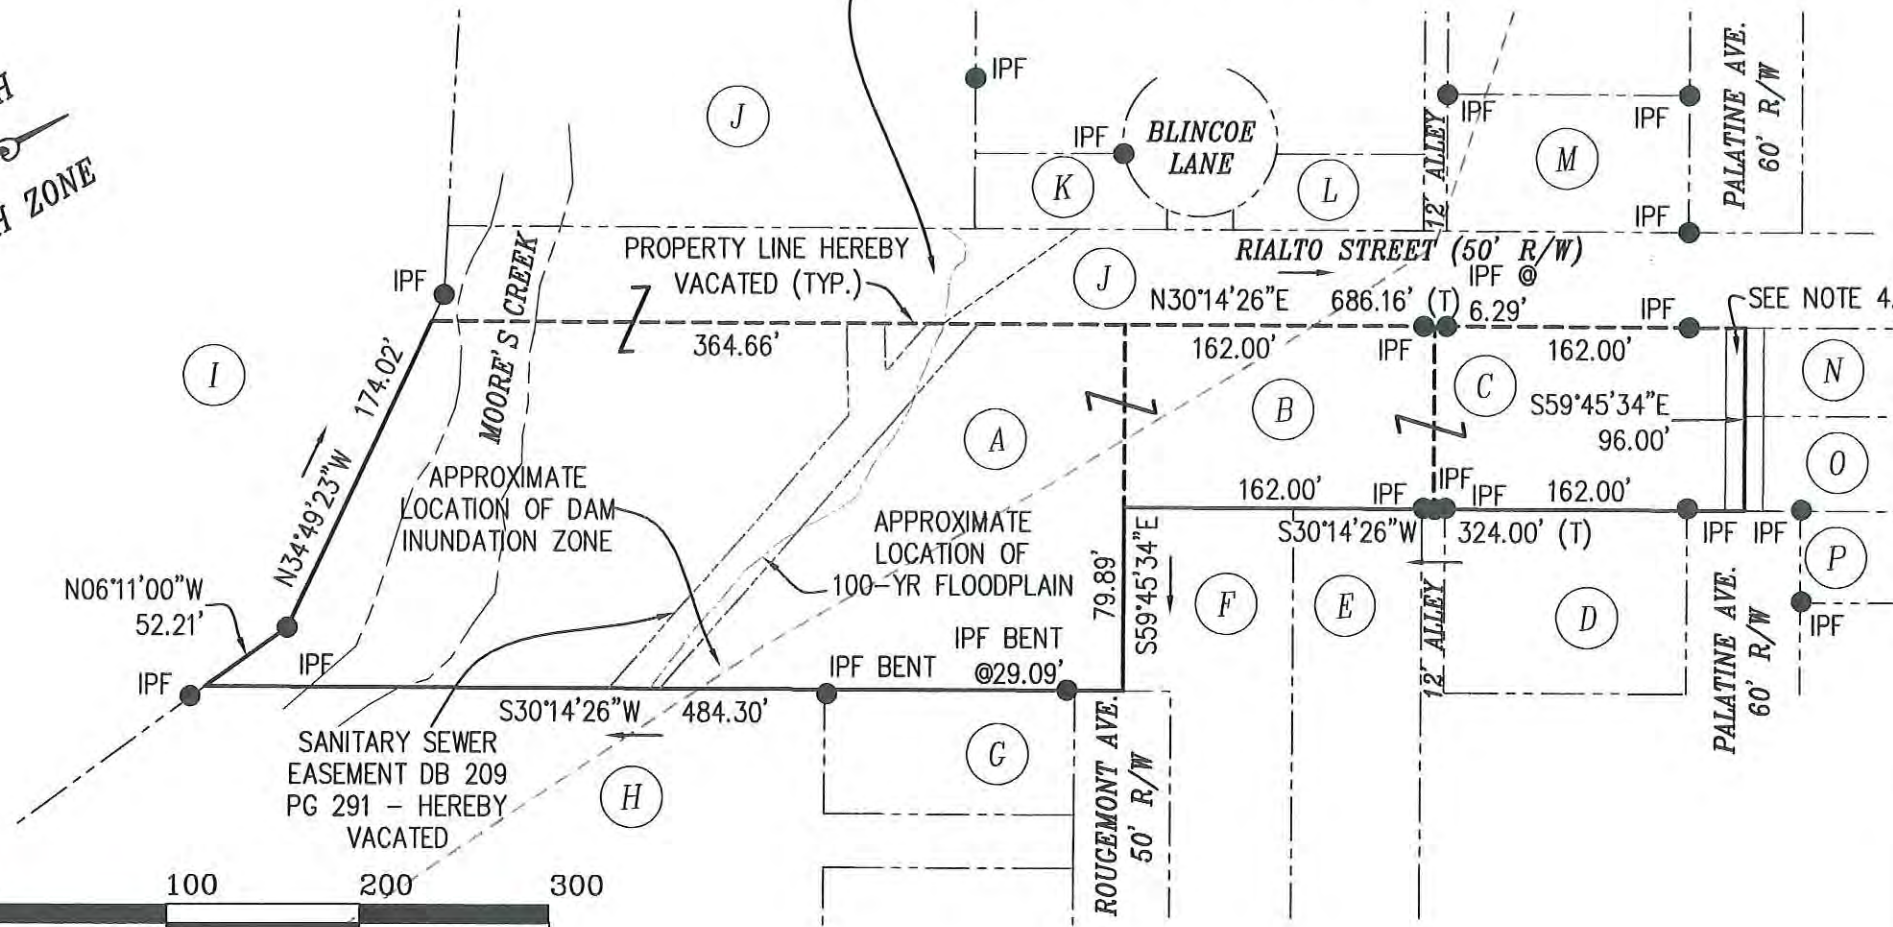 H
H ZONE
J
IPF
IPF
BLINCOE
LANE
K
L
12' ALLEY
IPF
IPF
M
IPF
PALATINE AVE.
60' R/W
I
IPF
MOORE'S CREEK
PROPERTY LINE HEREBY
VACATED (TYP.)
J
RIALTO STREET (50' R/W)
IPF @
6.29'
N30°14'26"E 686.16' (T)
IPF
SEE NOTE 4,
364.66'
162.00'
IPF
162.00'
174.02'
N34°49'23"W
A
B
C
S59°45'34"E
96.00'
N
O
APPROXIMATE
LOCATION OF DAM
INUNDATION ZONE
APPROXIMATE
LOCATION OF
100-YR FLOODPLAIN
162.00'
IPF
IPF
IPF
162.00'
S30°14'26"W
324.00' (T)
IPF
IPF
P
IPF
N06°11'00"W
52.21'
IPF
IPF
79.89'
S59°45'34"E
F
E
12' ALLEY
D
PALATINE AVE.
60' R/W
IPF BENT
IPF BENT
@29.09'
S30°14'26"W 484.30'
SANITARY SEWER
EASEMENT DB 209
PG 291 – HEREBY
VACATED
H
G
ROUGEMONT AVE.
50' R/W
100 200 300